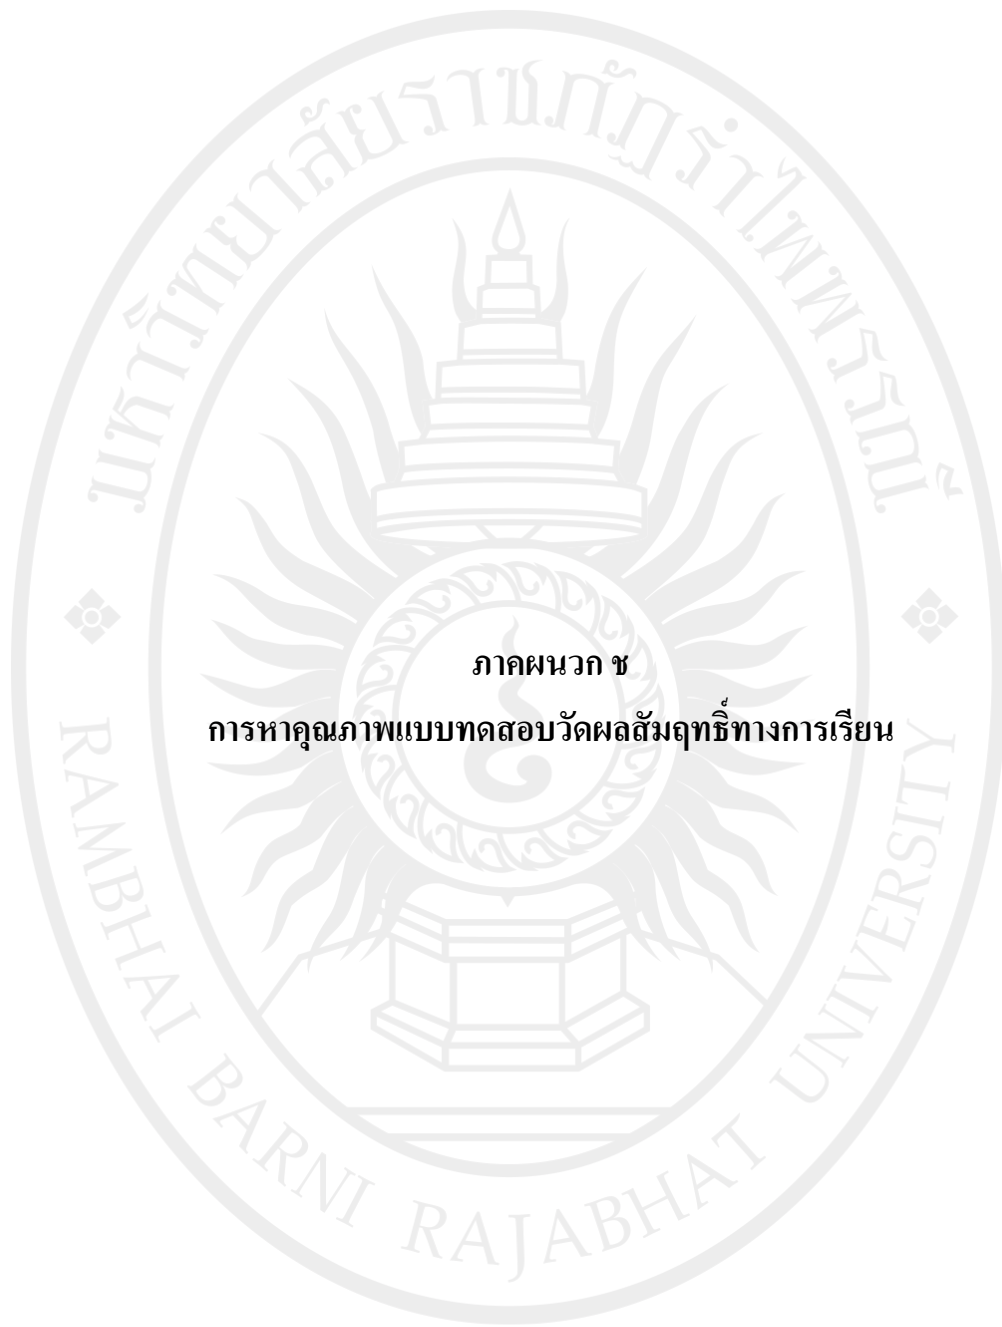 มหาวิทยาลัยราชภัฏรำไพพรรณี
ภาคผนวก ช
การหาคุณภาพแบบทดสอบวัดผลสัมฤทธิ์ทางการเรียน
RAMBHAI BARNI RAJABHAT UNIVERSITY